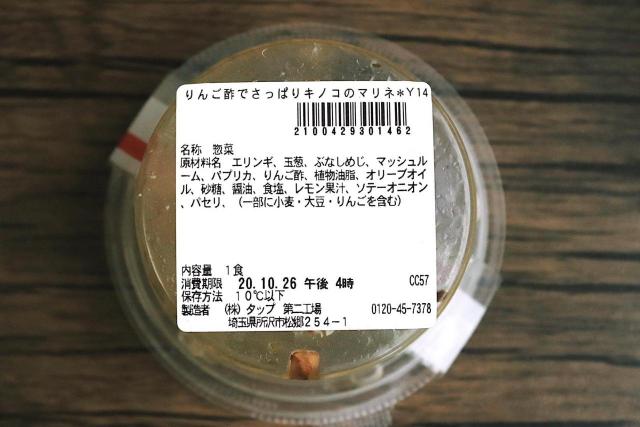 りんご酢でさっぱりキノコのマリネ＊Y14
2100429301462
名称 惣菜
原材料名 エリンギ、玉葱、ぶなしめじ、マッシュル
ーム、パプリカ、りんご酢、植物油脂、オリーブオイ
ル、砂糖、醤油、食塩、レモン果汁、ソテーオニオン
、パセリ、（一部に小麦・大豆・りんごを含む）
内容量 1食
消費期限 20.10.26 午後 4時 CC57
保存方法 10℃以下
製造者 （株）タップ 第二工場 0120-45-7378
埼玉県所沢市松郷254-1